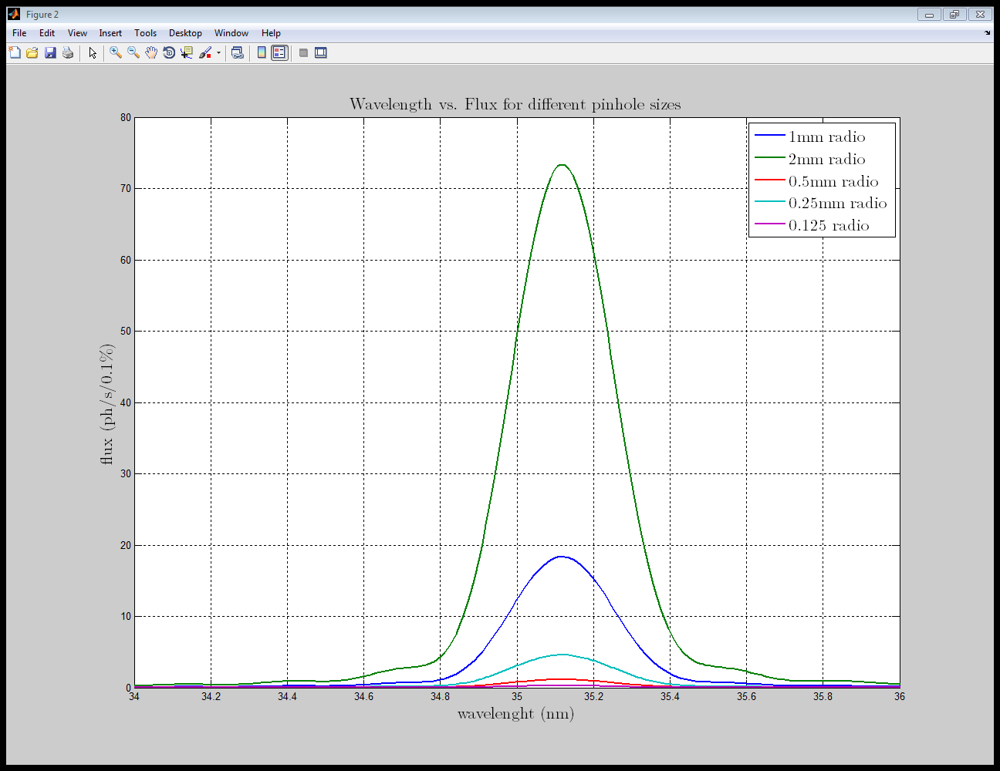 Figure 2
File Edit View Insert Tools Desktop Window Help
Wavelength vs. Flux for different pinhole sizes
80
70
60
50
40
30
20
10
0
flux (ph/s/0.1%)
1mm radio
2mm radio
0.5mm radio
0.25mm radio
0.125 radio
34 34.2 34.4 34.6 34.8 35 35.2 35.4 35.6 35.8 36
wavelenght (nm)